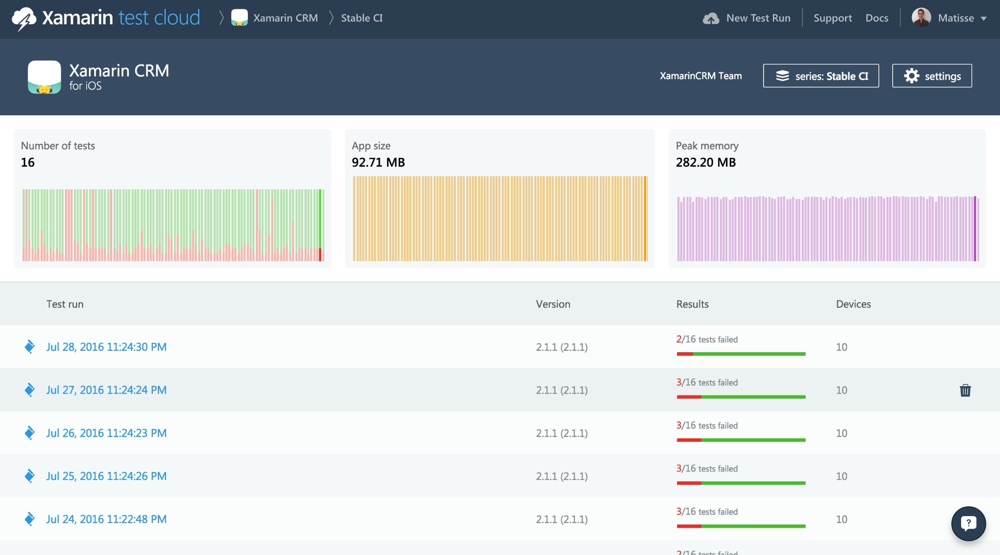 Xamarin test cloud
Xamarin CRM
Stable CI
New Test Run
Support
Docs
Matisse
Xamarin CRM
for iOS
XamarinCRM Team
series: Stable CI
settings
Number of tests
16
App size
92.71 MB
Peak memory
282.20 MB
Test run Version Results Devices
Jul 28, 2016 11:24:30 PM 2.1.1 (2.1.1) 2/16 tests failed 10
Jul 27, 2016 11:24:24 PM 2.1.1 (2.1.1) 3/16 tests failed 10
Jul 26, 2016 11:24:23 PM 2.1.1 (2.1.1) 3/16 tests failed 10
Jul 25, 2016 11:24:26 PM 2.1.1 (2.1.1) 3/16 tests failed 10
Jul 24, 2016 11:22:48 PM 2.1.1 (2.1.1) 3/16 tests failed 10
?
/16 tests failed